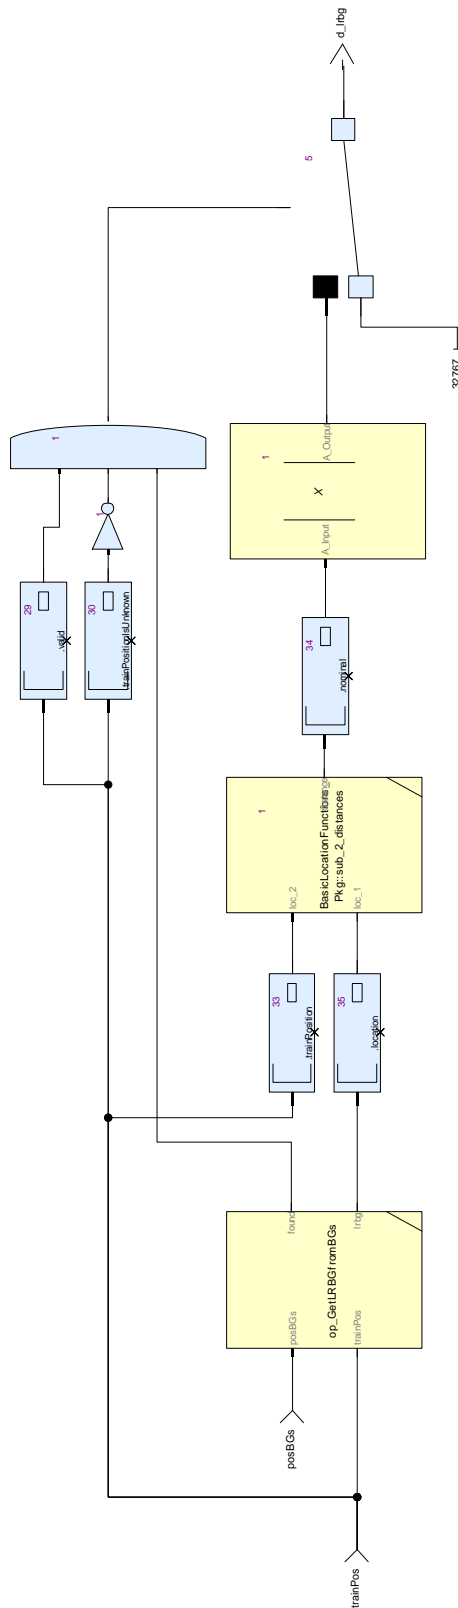 29
.valid
1
30
.trainPositionIsUnknown
1
5
d_lrbg
32767
posBGs
trainPos
posBGs
found
op_GetLRBGfromBGs
trainPos
lrbg
33
.trainPosition
35
.location
1
loc_2
BasicLocationFunctions
Pkg::sub_2_distances
loc_1
34
.nominal
1
A_Input
X
A_Output